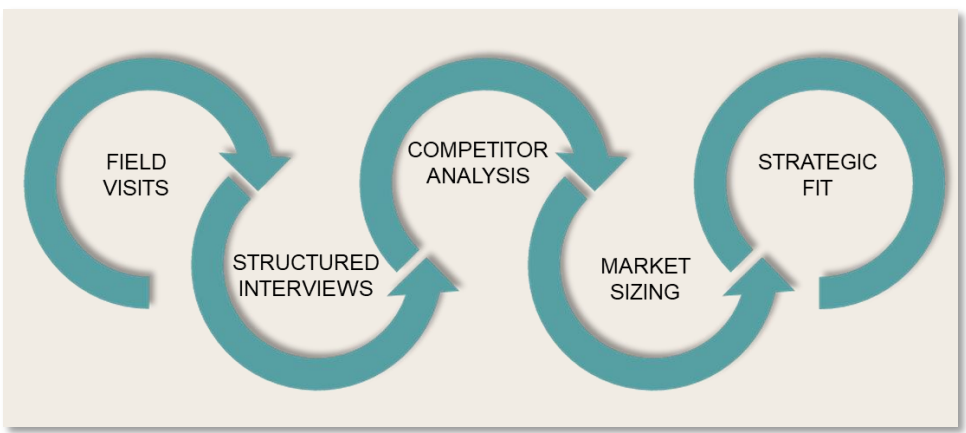 FIELD
VISITS
STRUCTURED
INTERVIEWS
COMPETITOR
ANALYSIS
MARKET
SIZING
STRATEGIC
FIT